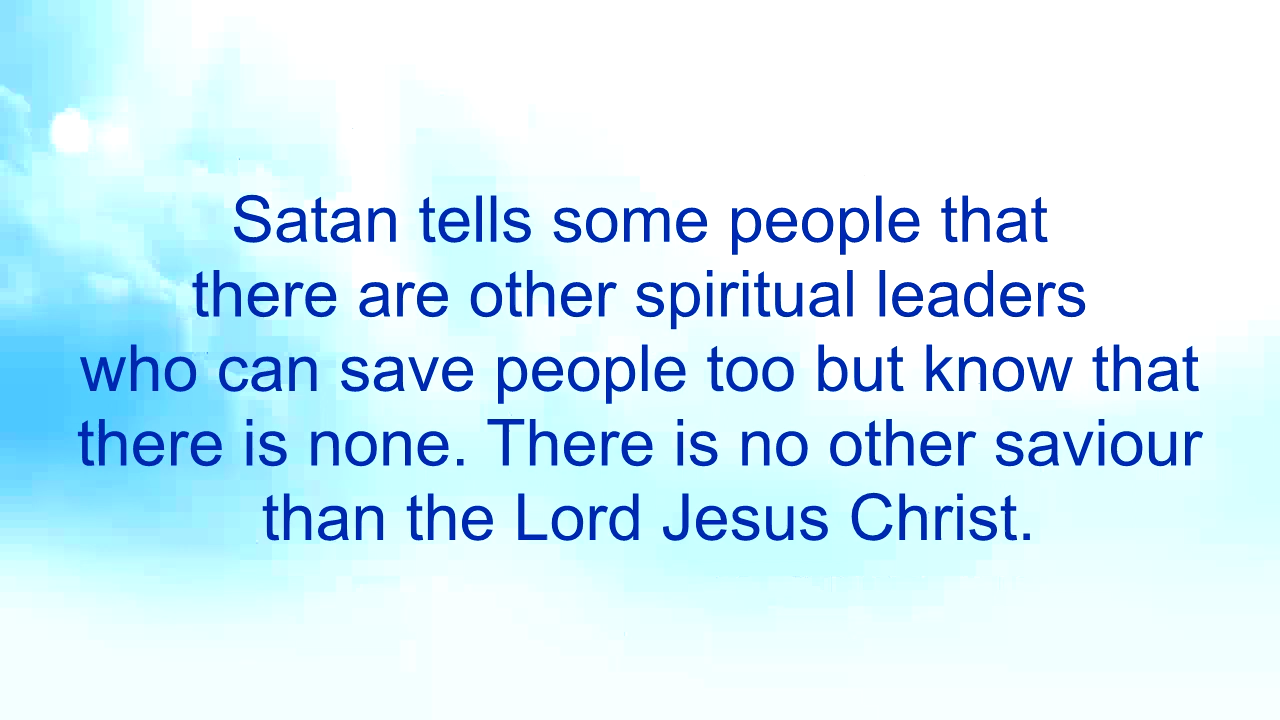 Satan tells some people that
there are other spiritual leaders
who can save people too but know that
there is none. There is no other saviour
than the Lord Jesus Christ.